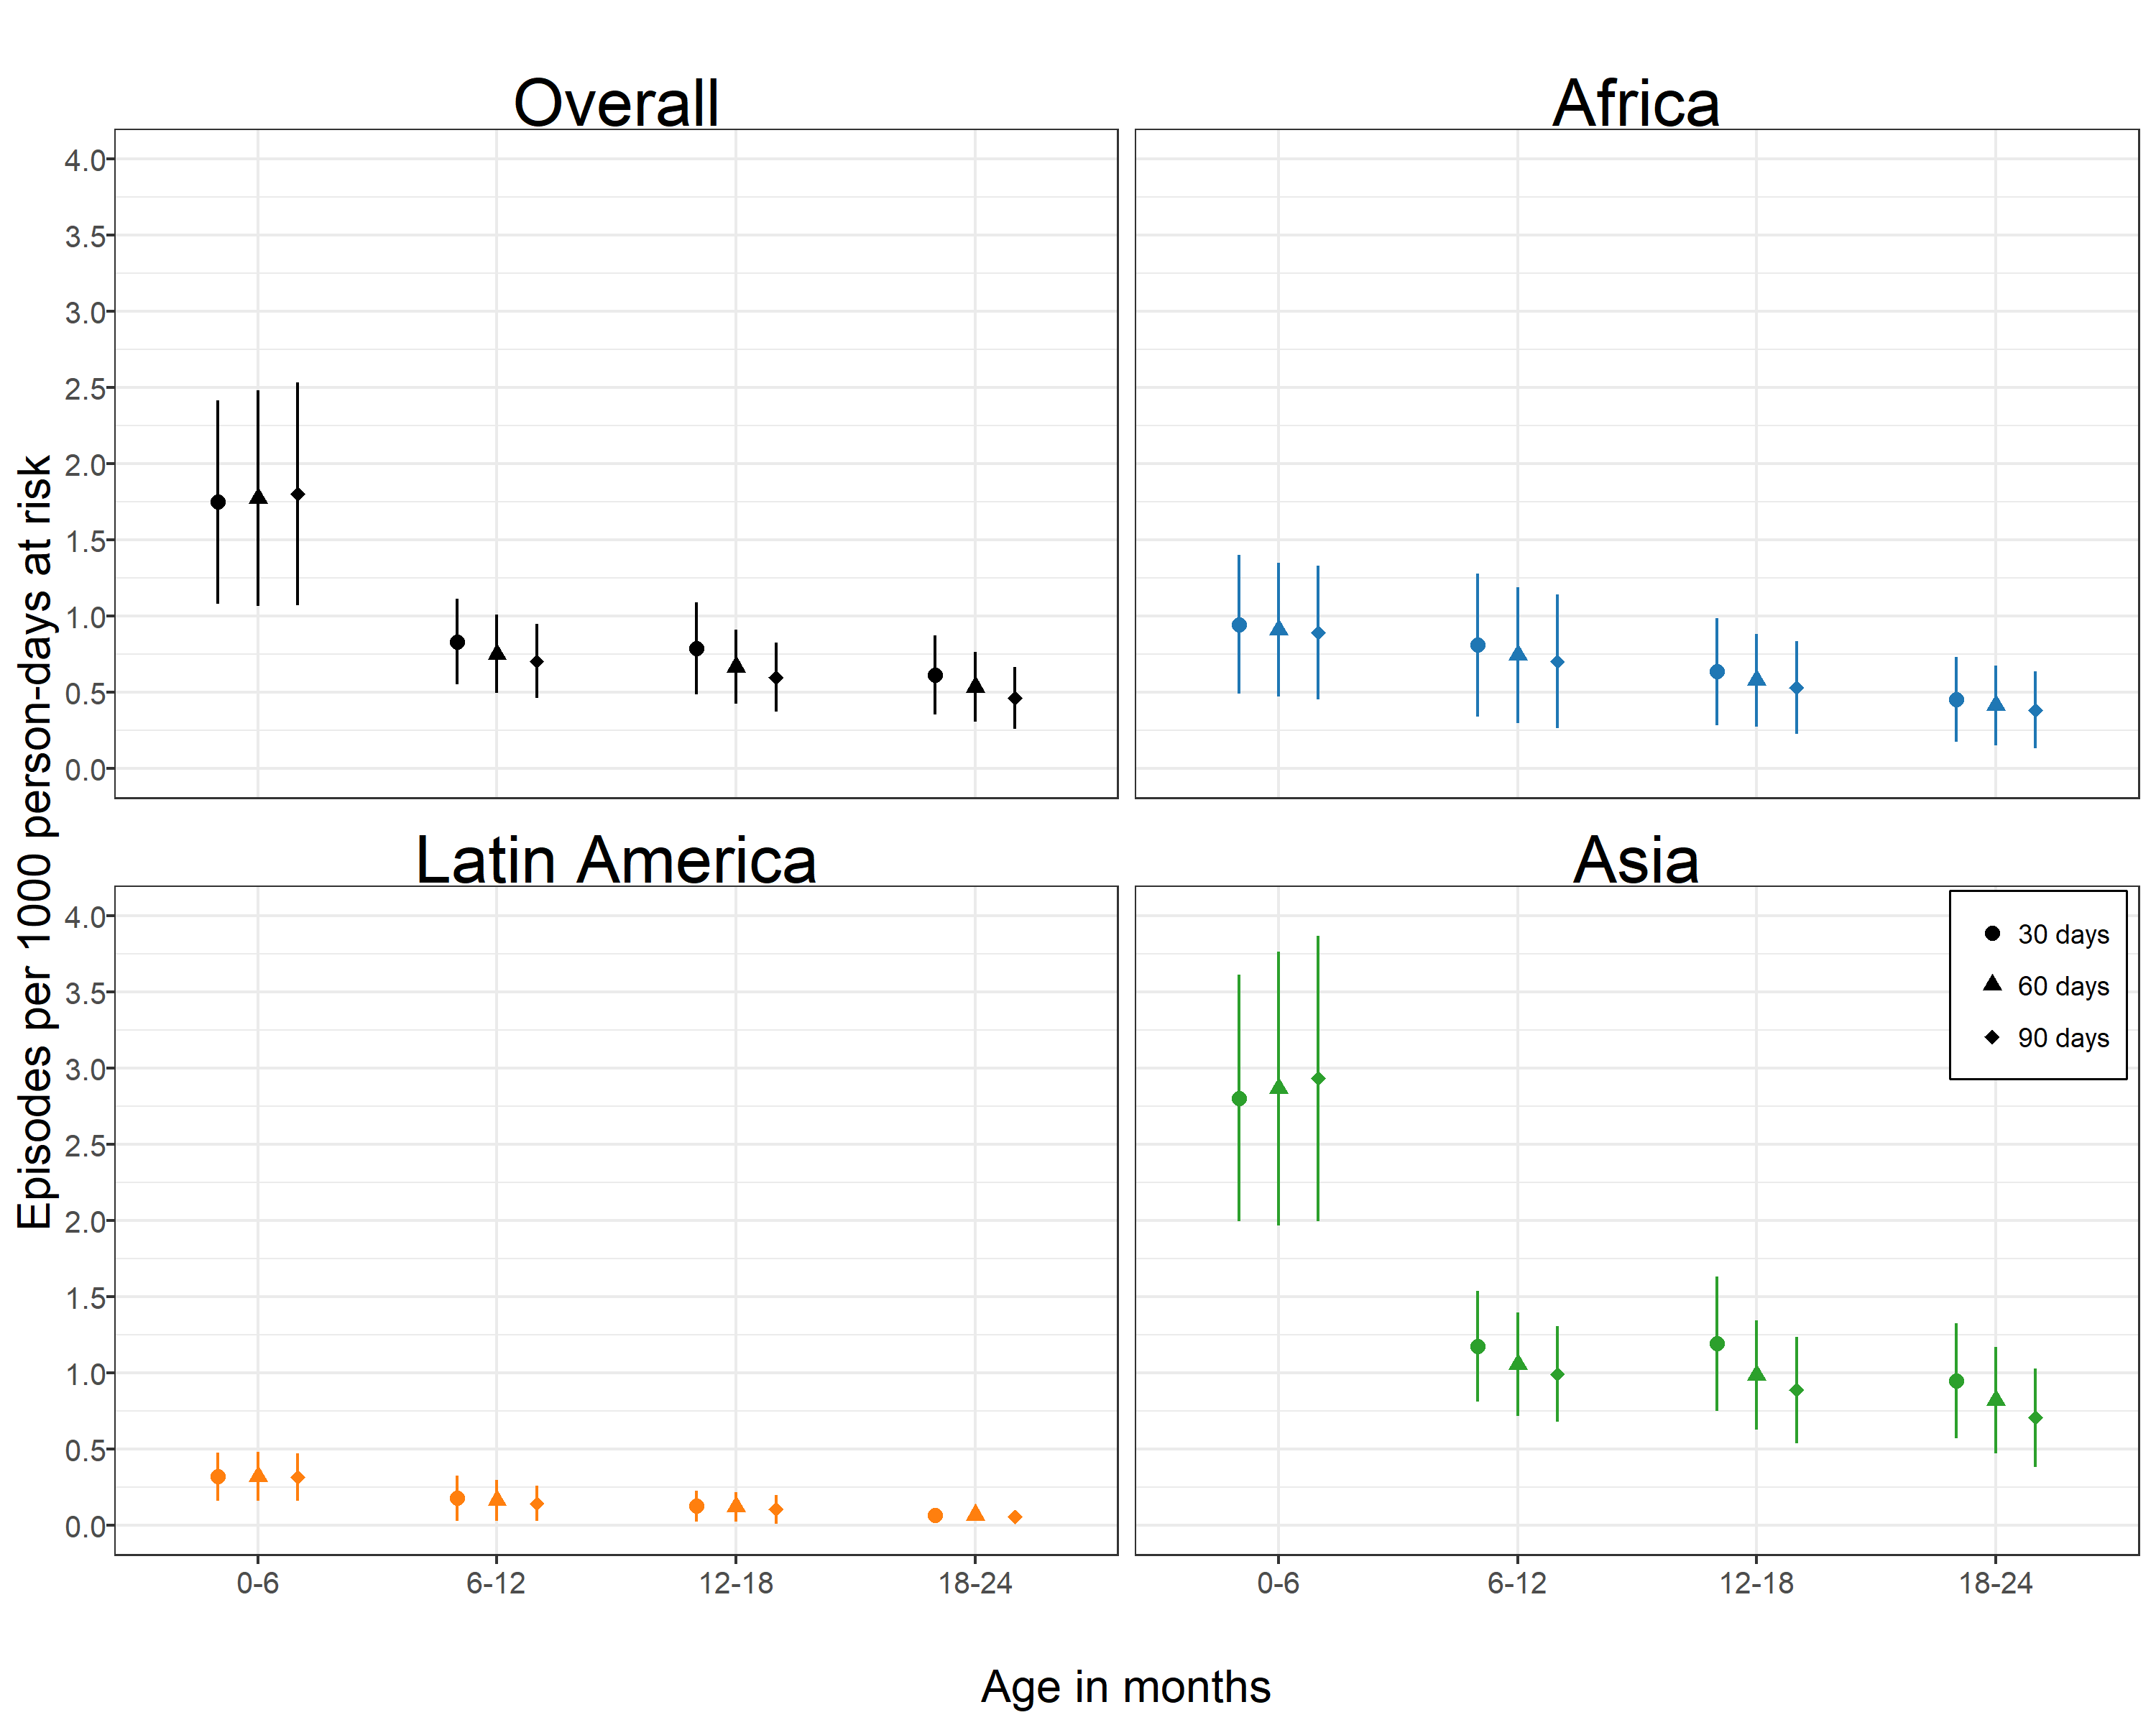 Overall
Africa
4.0
3.5
3.0
2.5
2.0
1.5
1.0
0.5
0.0
Episodes per 1000 person-days at risk
Latin America
Asia
4.0
3.5
3.0
2.5
2.0
1.5
1.0
0.5
0.0
30 days
60 days
90 days
0-6 6-12 12-18 18-24
0-6 6-12 12-18 18-24
Age in months